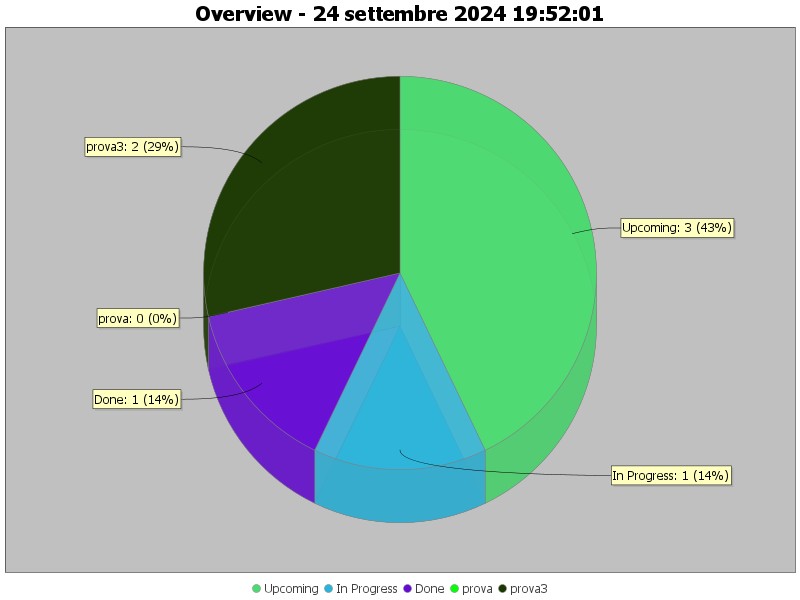 Overview - 24 settembre 2024 19:52:01
prova3: 2 (29%)
Upcoming: 3 (43%)
prova: 0 (0%)
Done: 1 (14%)
In Progress: 1 (14%)
Upcoming In Progress Done prova prova3